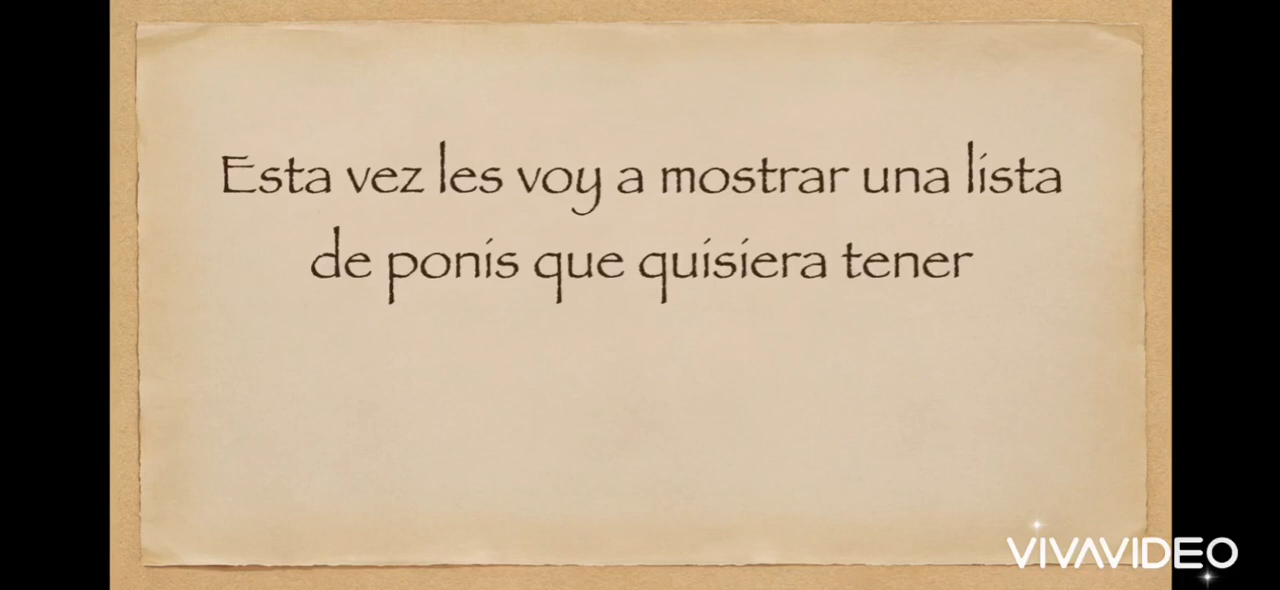 Esta vez les voy a mostrar una lista
de ponis que quisiera tener
VIVAVIDEO